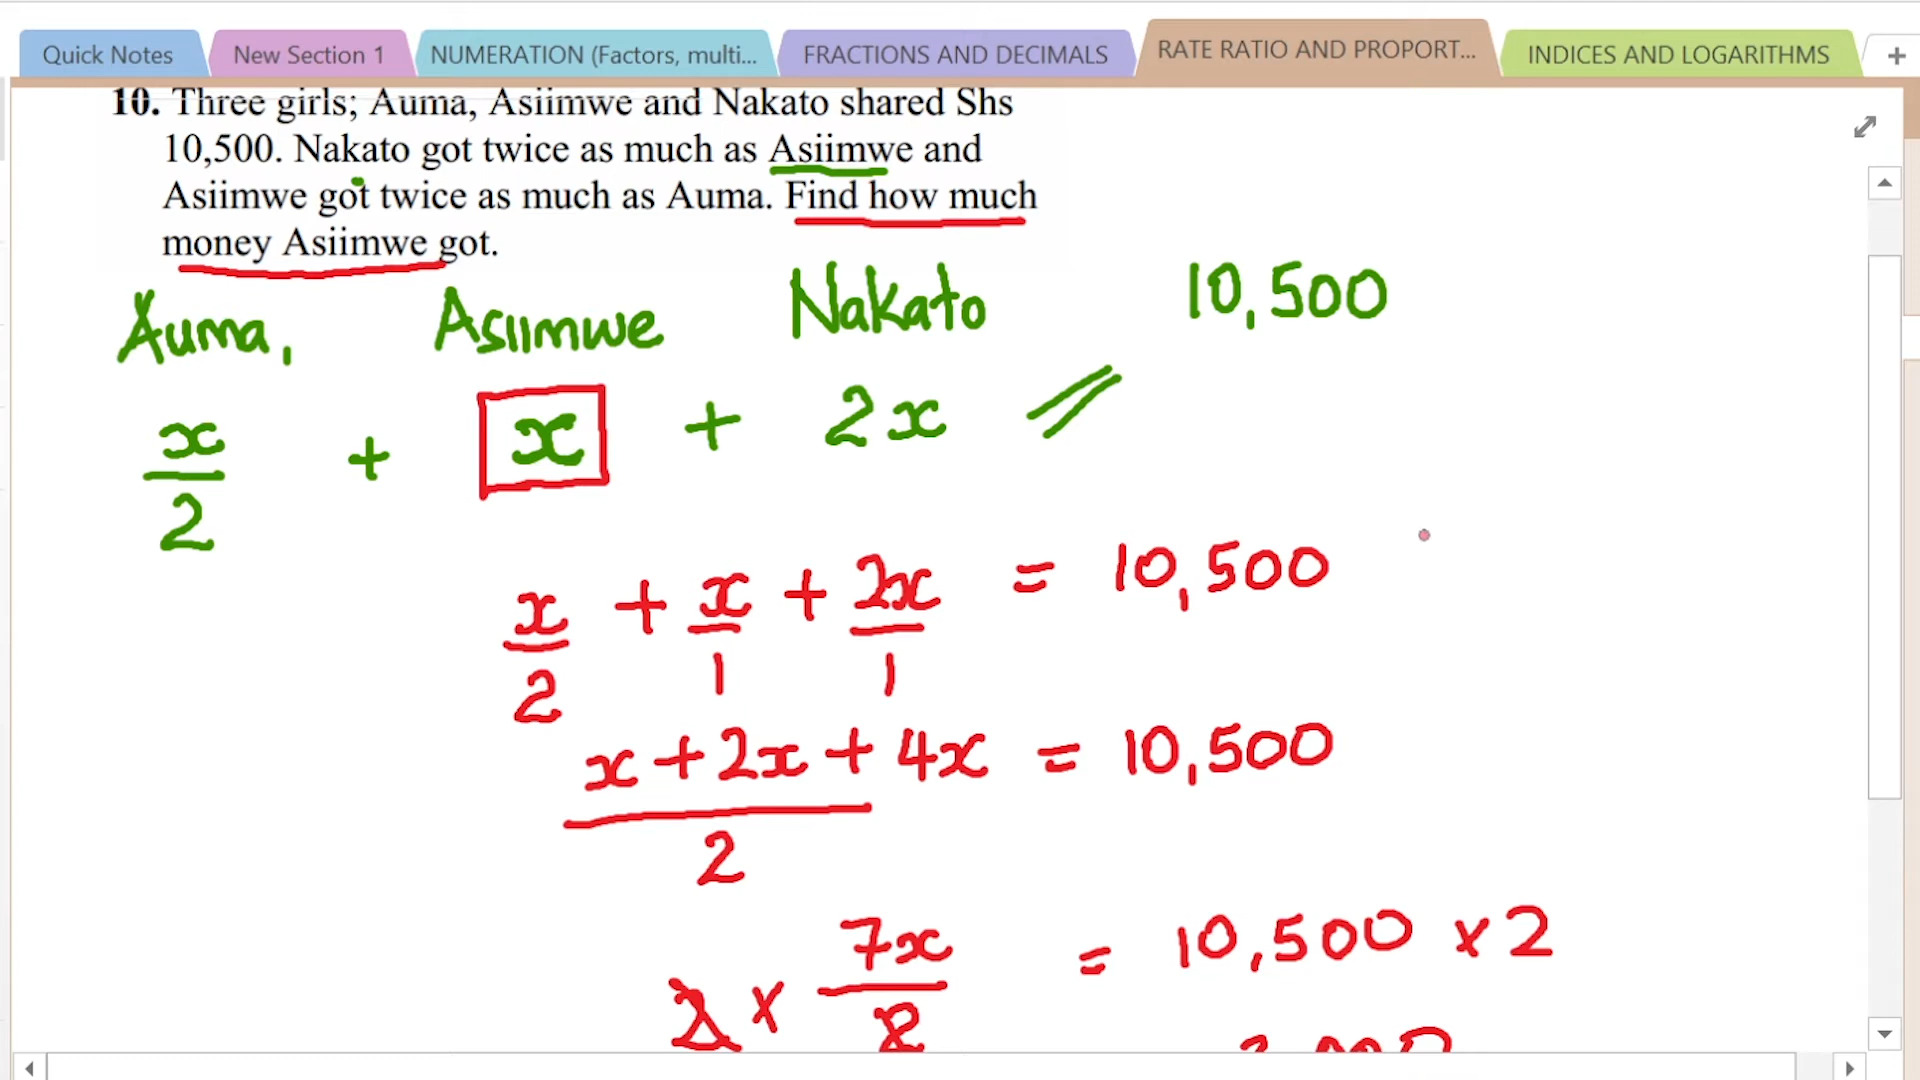 Quick Notes New Section 1 NUMERATION (Factors, multi... FRACTIONS AND DECIMALS RATE RATIO AND PROPORT... INDICES AND LOGARITHMS +
10. Three girls; Auma, Asiimwe and Nakato shared Shs
10,500. Nakato got twice as much as Asiimwe and
Asiimwe got twice as much as Auma. Find how much
money Asiimwe got.
Auma, Asiimwe Nakato 10,500
x/2 + x + 2x =
x/2 + x/1 + 2x/1 = 10,500
x + 2x + 4x = 10,500
2
2 × 7x/2 = 10,500 × 2